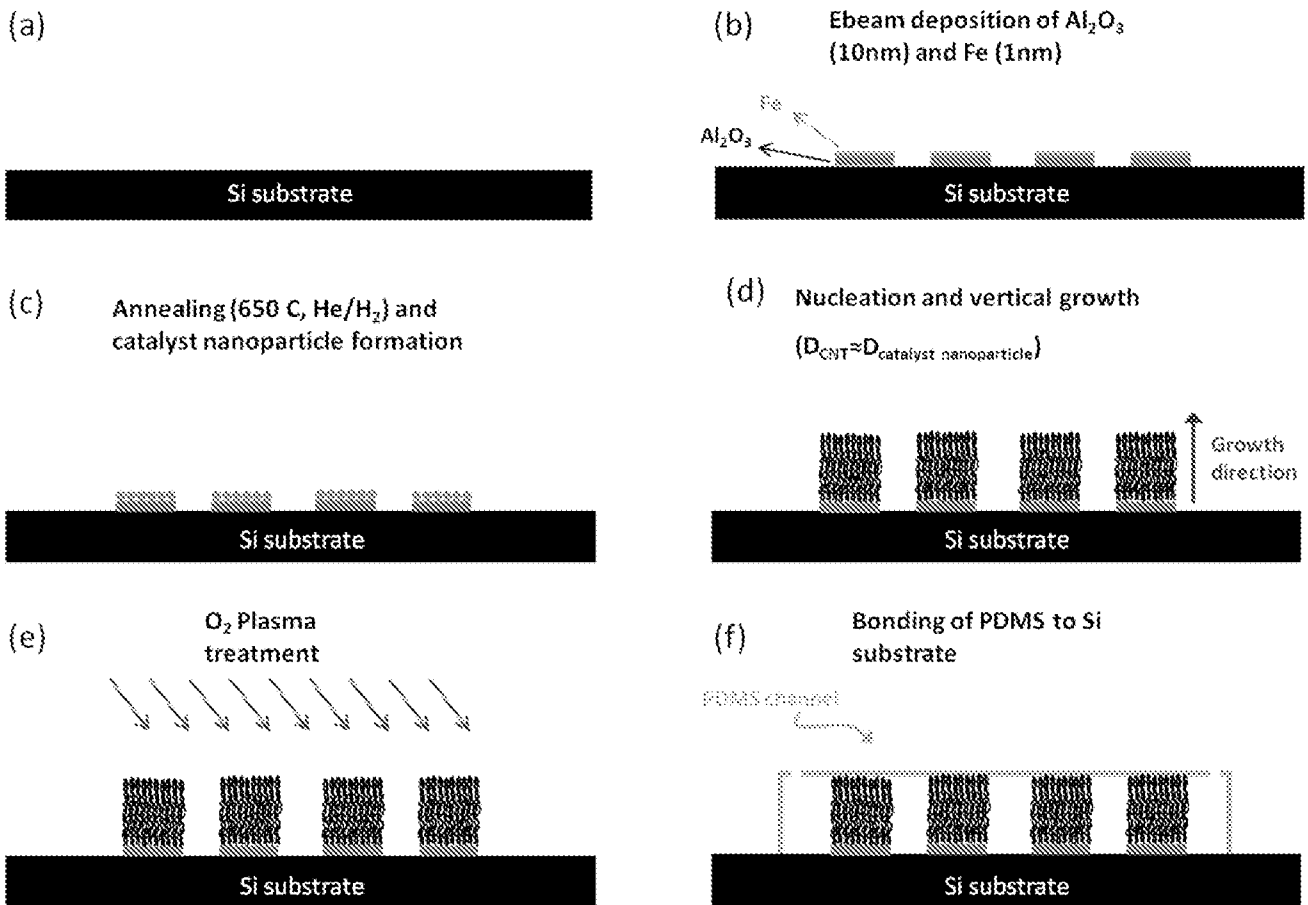 (a)
Si substrate
(b)
Ebeam deposition of Al₂O₃
(10nm) and Fe (1nm)
Fe
Al₂O₃
Si substrate
(c)
Annealing (650 C, He/H₂) and
catalyst nanoparticle formation
Si substrate
(d)
Nucleation and vertical growth
(D_CNT≈D_catalyst nanoparticle)
Growth
direction
Si substrate
(e)
O₂ Plasma
treatment
Si substrate
(f)
Bonding of PDMS to Si
substrate
PDMS channel
Si substrate